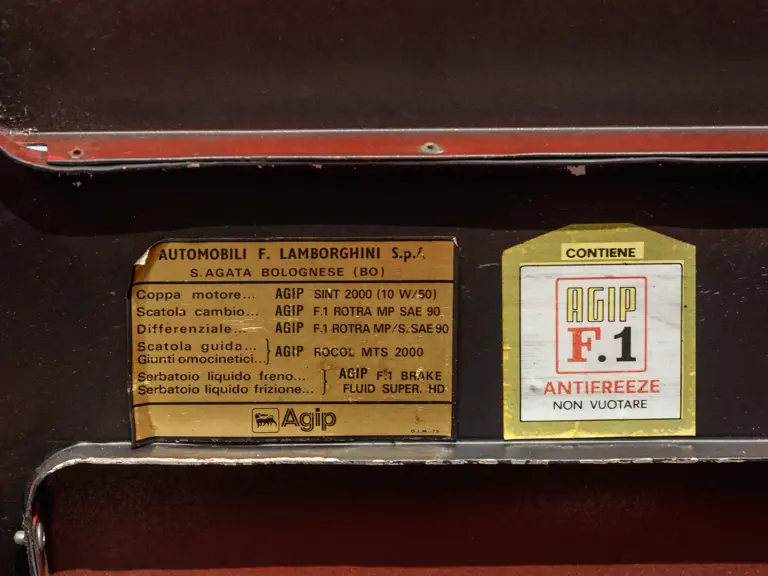 AUTOMOBILI F. LAMBORGHINI S.p.A.
S. AGATA BOLOGNESE (BO)
Coppa motore... AGIP SINT 2000 (10 W/50)
Scatola cambio... AGIP F.1 ROTRA MP SAE 90
Differenziale... AGIP F.1 ROTRA MP/S.SAE 90
Scatola guida...
Giunti omocinetici... } AGIP ROCOL MTS 2000
Serbatoio liquido freno... } AGIP F.1 BRAKE
Serbatoio liquido frizione... FLUID SUPER. HD
Agip
CONTIENE
AGIP
F.1
ANTIFREEZE
NON VUOTARE